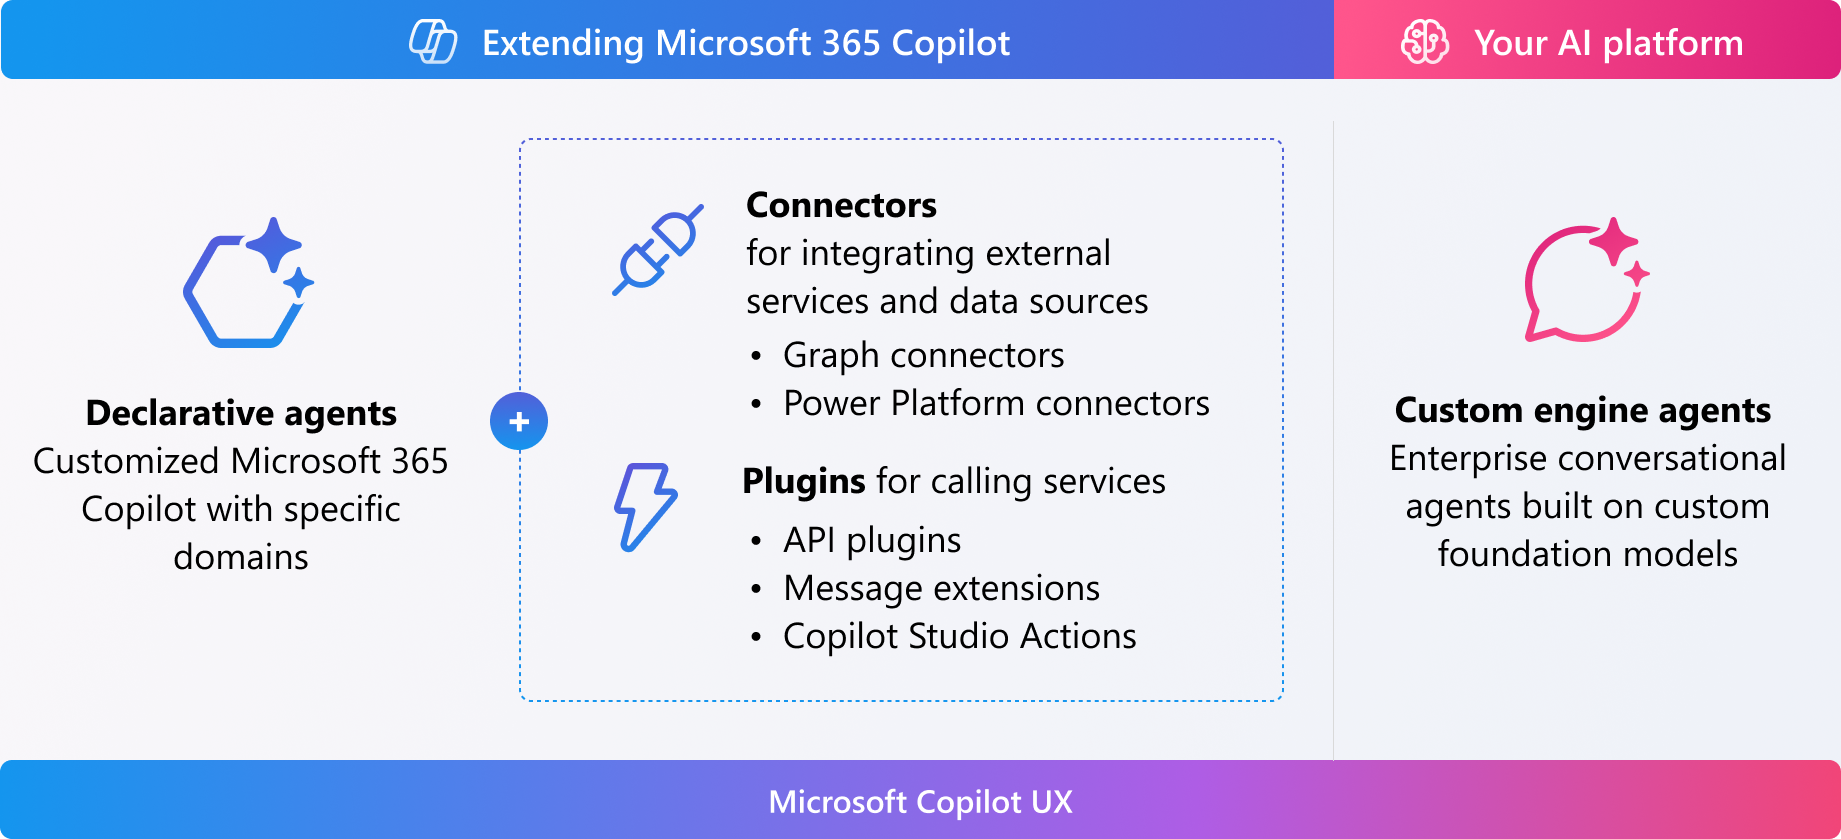 Extending Microsoft 365 Copilot
Your AI platform
Declarative agents
Customized Microsoft 365
Copilot with specific
domains
+
Connectors
for integrating external
services and data sources
• Graph connectors
• Power Platform connectors
Plugins for calling services
• API plugins
• Message extensions
• Copilot Studio Actions
Custom engine agents
Enterprise conversational
agents built on custom
foundation models
Microsoft Copilot UX